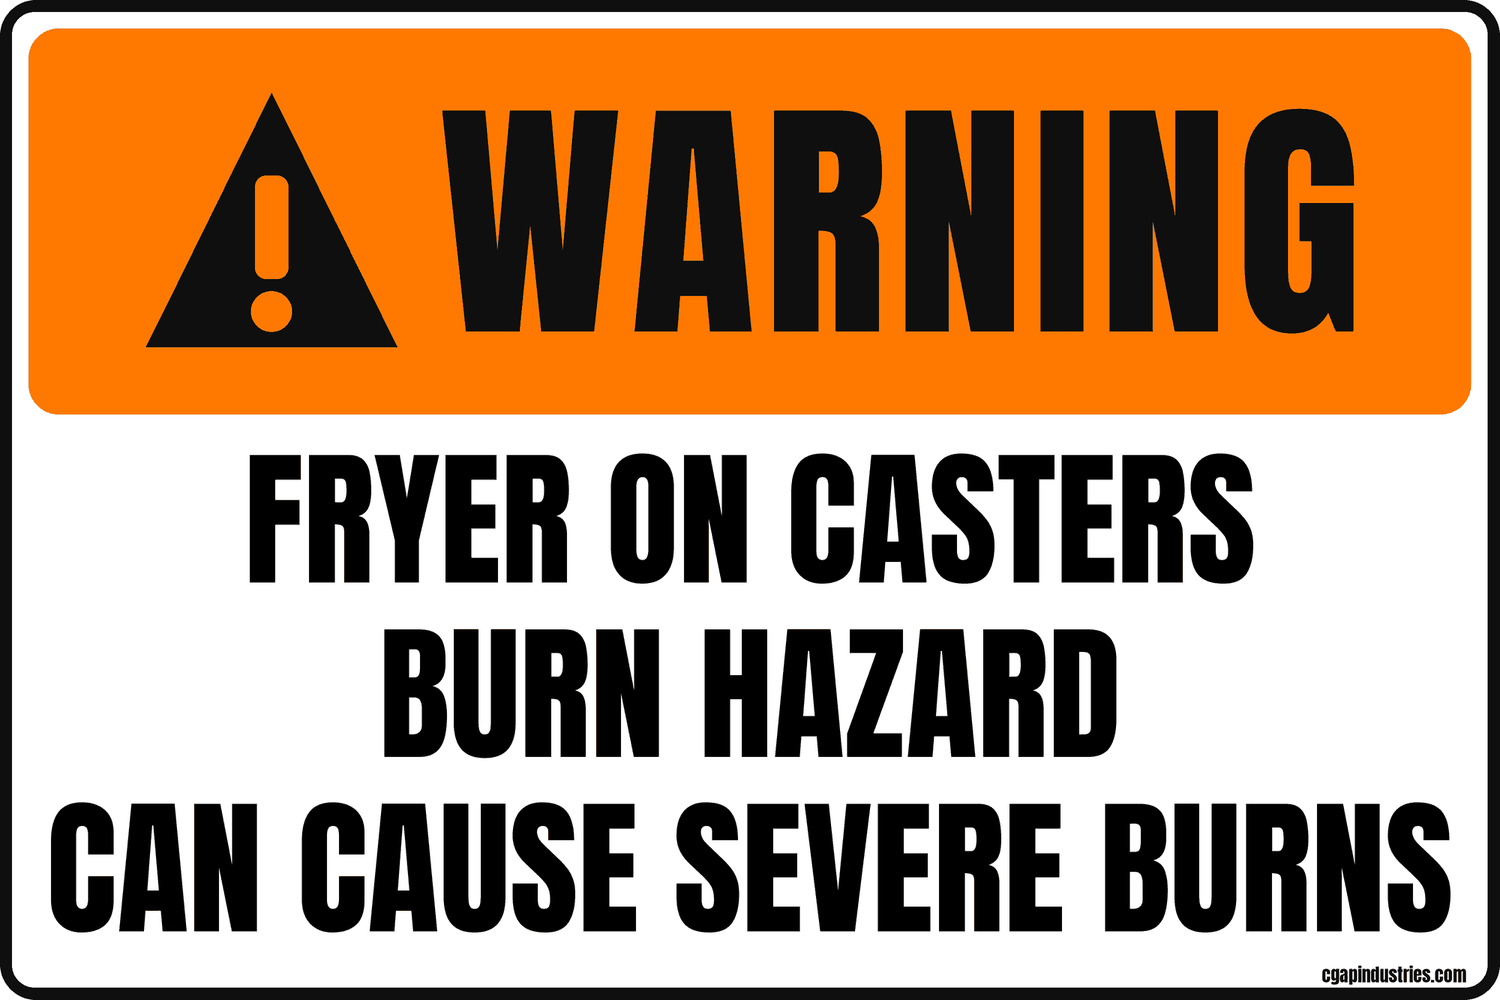 WARNING
FRYER ON CASTERS
BURN HAZARD
CAN CAUSE SEVERE BURNS
cgapindustries.com